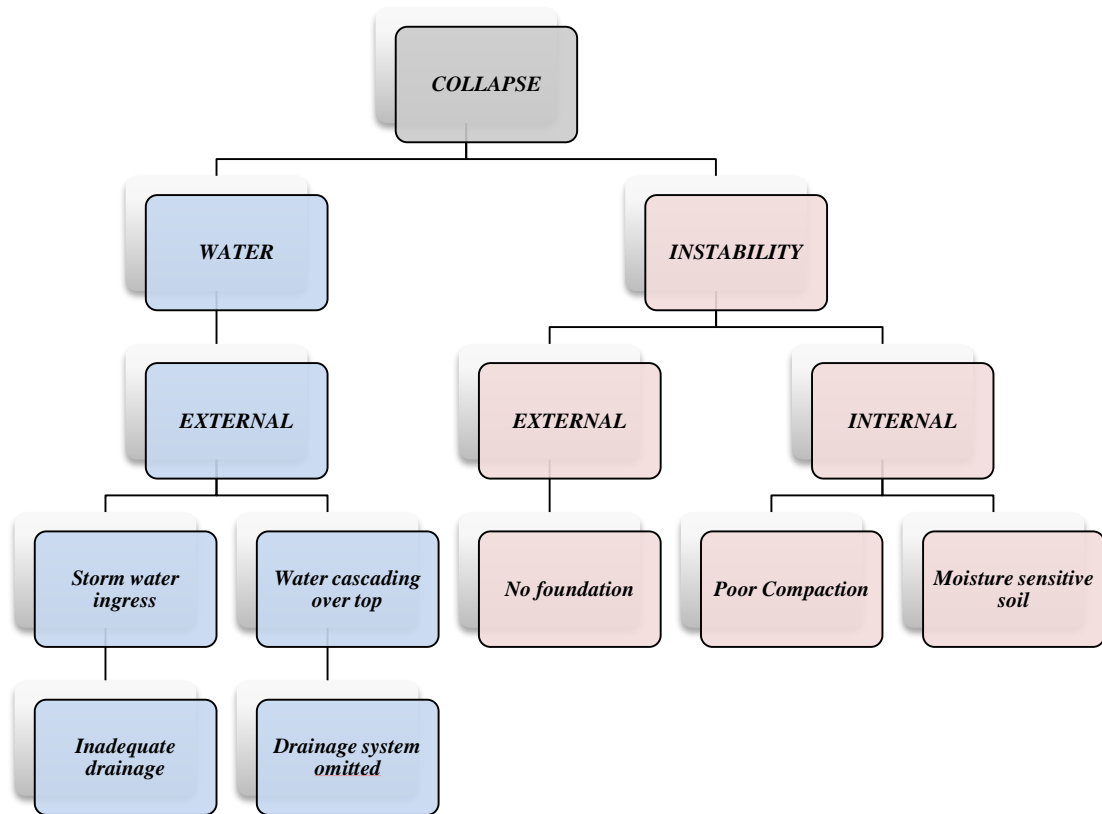 COLLAPSE
WATER
INSTABILITY
EXTERNAL
EXTERNAL
INTERNAL
Storm water
ingress
Water cascading
over top
No foundation
Poor Compaction
Moisture sensitive
soil
Inadequate
drainage
Drainage system
omitted